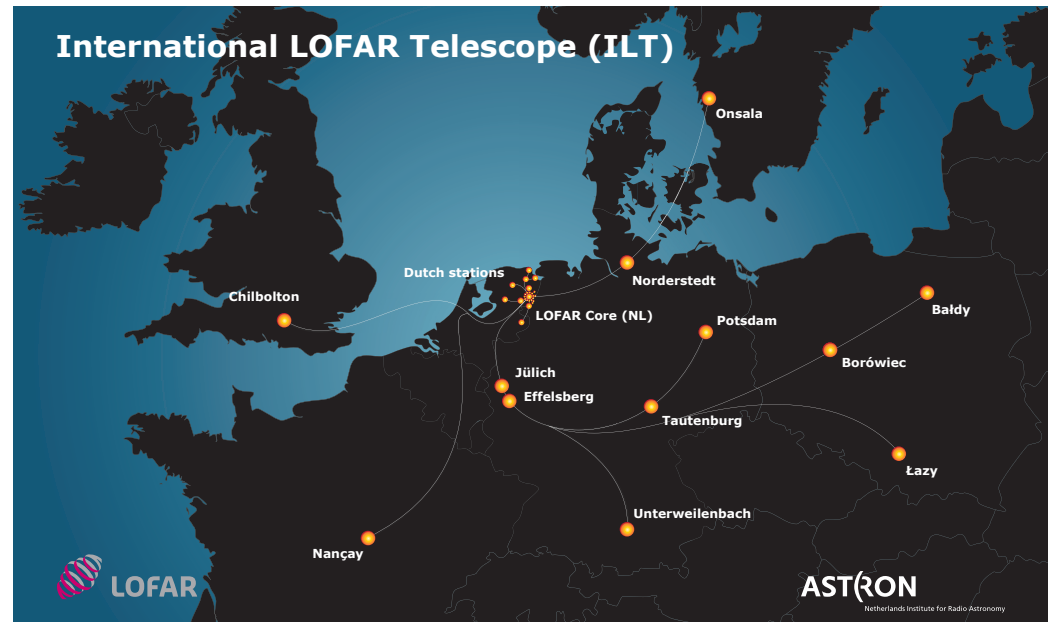 International LOFAR Telescope (ILT)
Onsala
Dutch stations
Norderstedt
Chilbolton
LOFAR Core (NL)
Potsdam
Bałdy
Borówiec
Jülich
Effelsberg
Tautenburg
Łazy
Unterweilenbach
Nançay
LOFAR
ASTRON
Netherlands Institute for Radio Astronomy